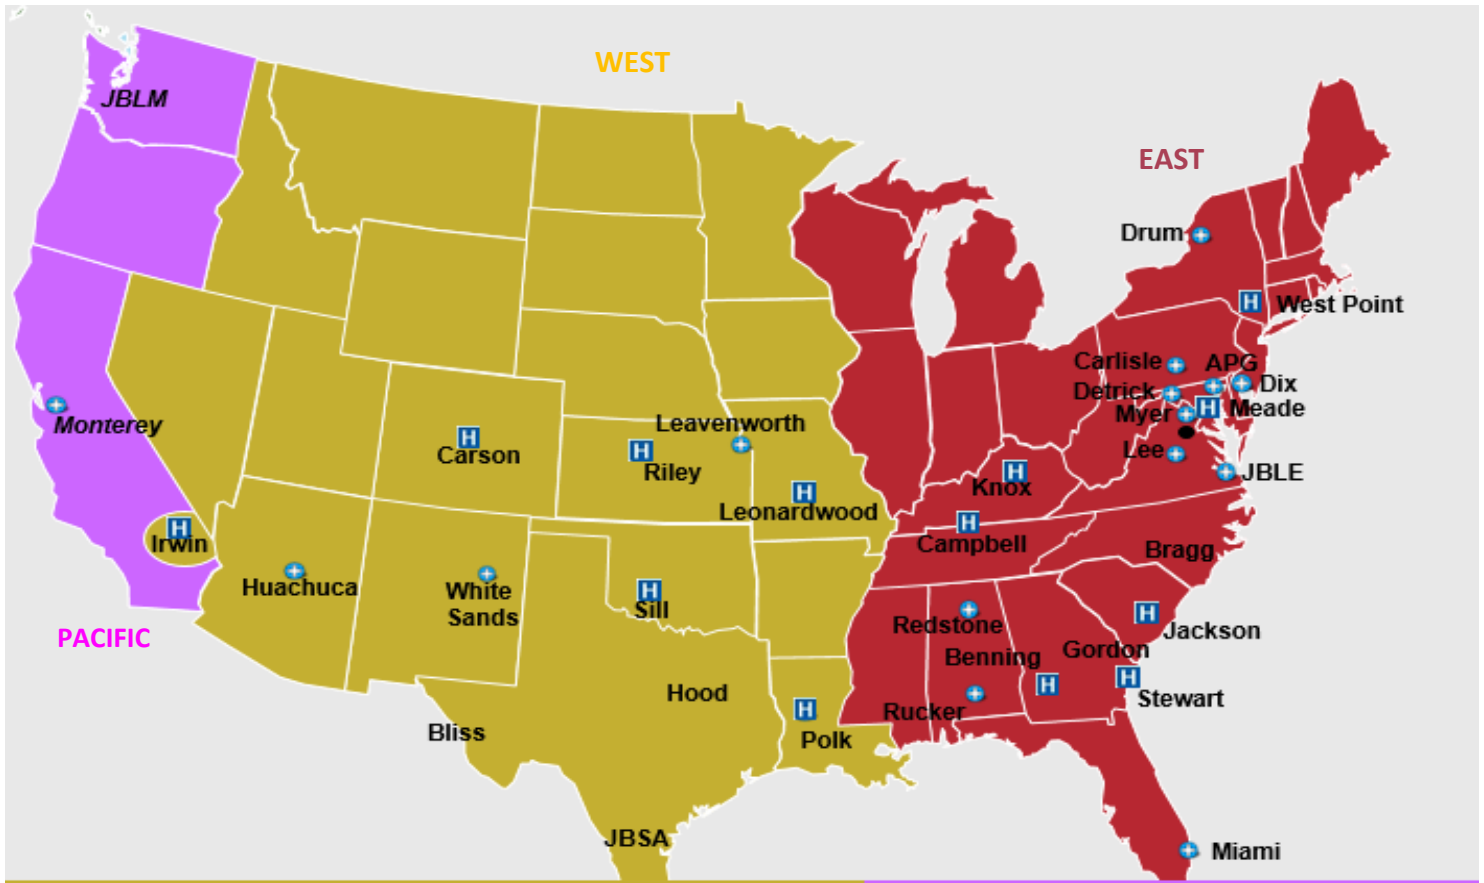 WEST
JBLM
EAST
Drum
H West Point
Carlisle
APG
Detrick
Dix
Myer
H Meade
Monterey
Leavenworth
H
Carson
H
Riley
Lee
JBLE
H
Knox
H
Leonardwood
H
Irwin
H
Campbell
Bragg
Huachuca
White
Sands
H
Sill
Redstone
H
Jackson
PACIFIC
Benning
Gordon
H
H
Stewart
Hood
Rucker
Bliss
H
Polk
JBSA
Miami